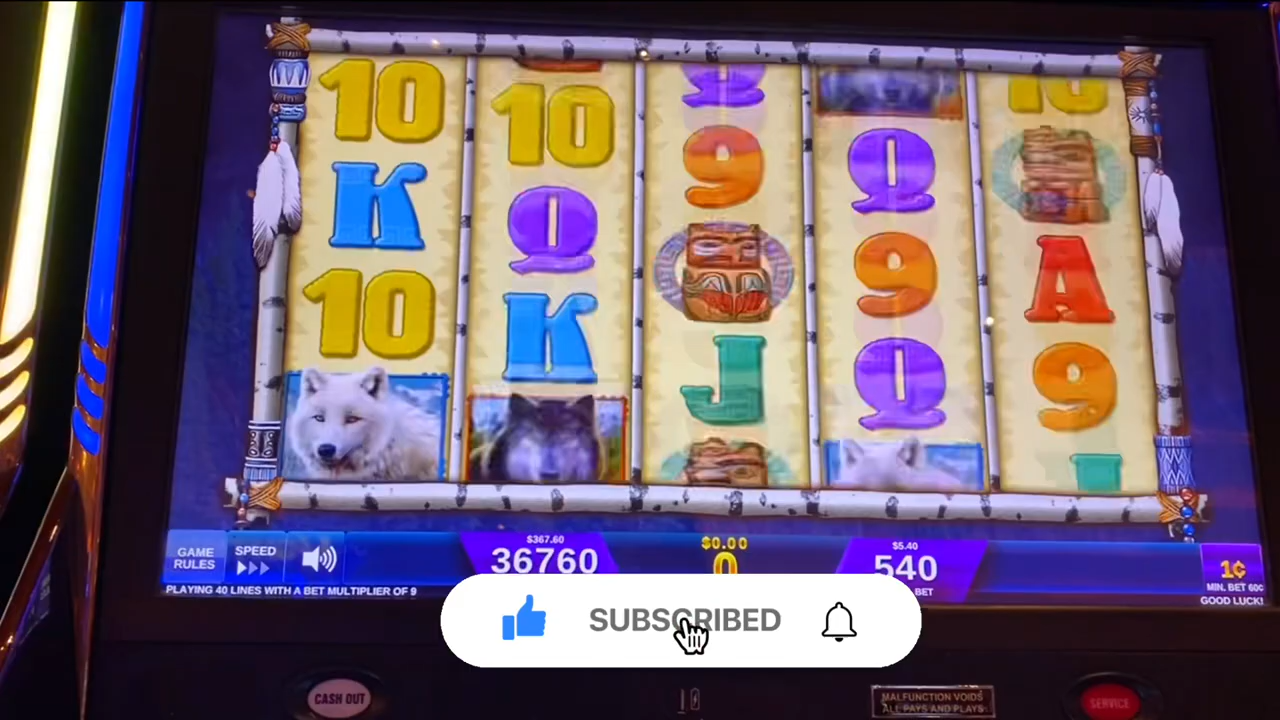 10 10 Q 10
K Q 9 Q A
10 K J 9 9
Q J
GAME RULES
SPEED
$367.60
36760
$0.00
0
$5.40
540
BET
1¢
MIN. BET 60¢
PLAYING 40 LINES WITH A BET MULTIPLIER OF 9
GOOD LUCK!
SUBSCRIBED
CASH OUT
MALFUNCTION VOIDS
ALL PAYS AND PLAYS
SERVICE